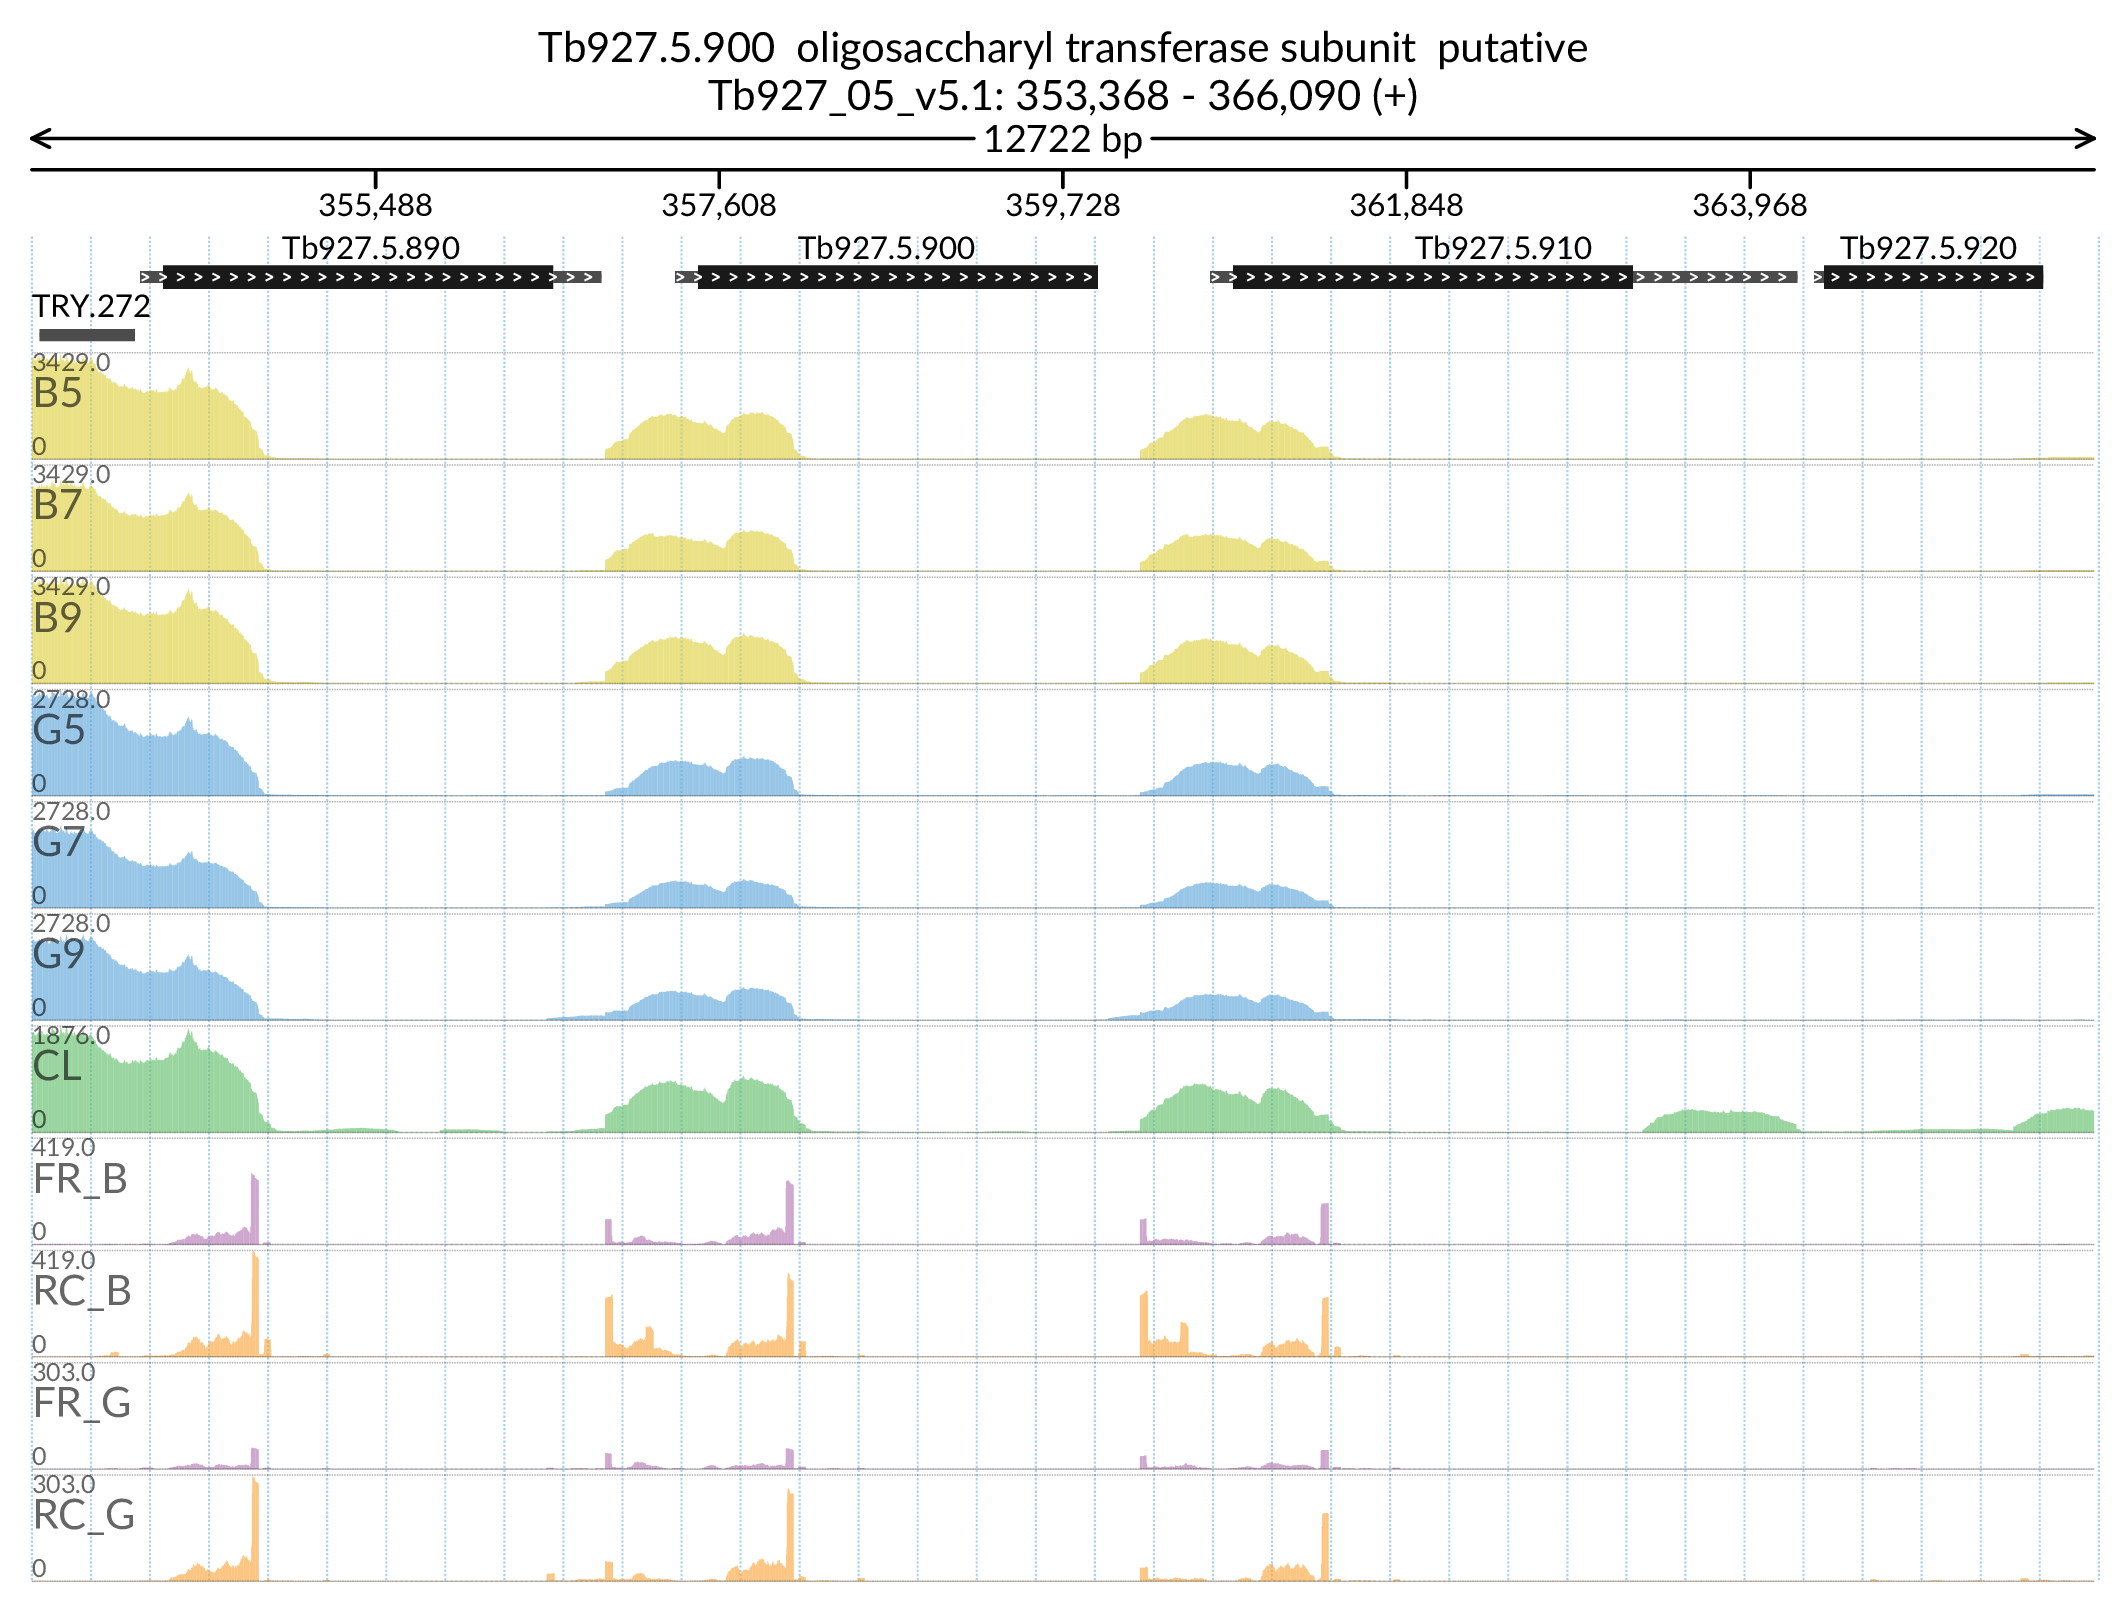 Tb927.5.900  oligosaccharyl transferase subunit  putative
Tb927_05_v5.1: 353,368 - 366,090 (+)
12722 bp
355,488 357,608 359,728 361,848 363,968
Tb927.5.890 Tb927.5.900 Tb927.5.910 Tb927.5.920
TRY.272
3429.0
B5
0
3429.0
B7
0
3429.0
B9
0
2728.0
G5
0
2728.0
G7
0
2728.0
G9
0
1876.0
CL
0
419.0
FR_B
0
419.0
RC_B
0
303.0
FR_G
0
303.0
RC_G
0